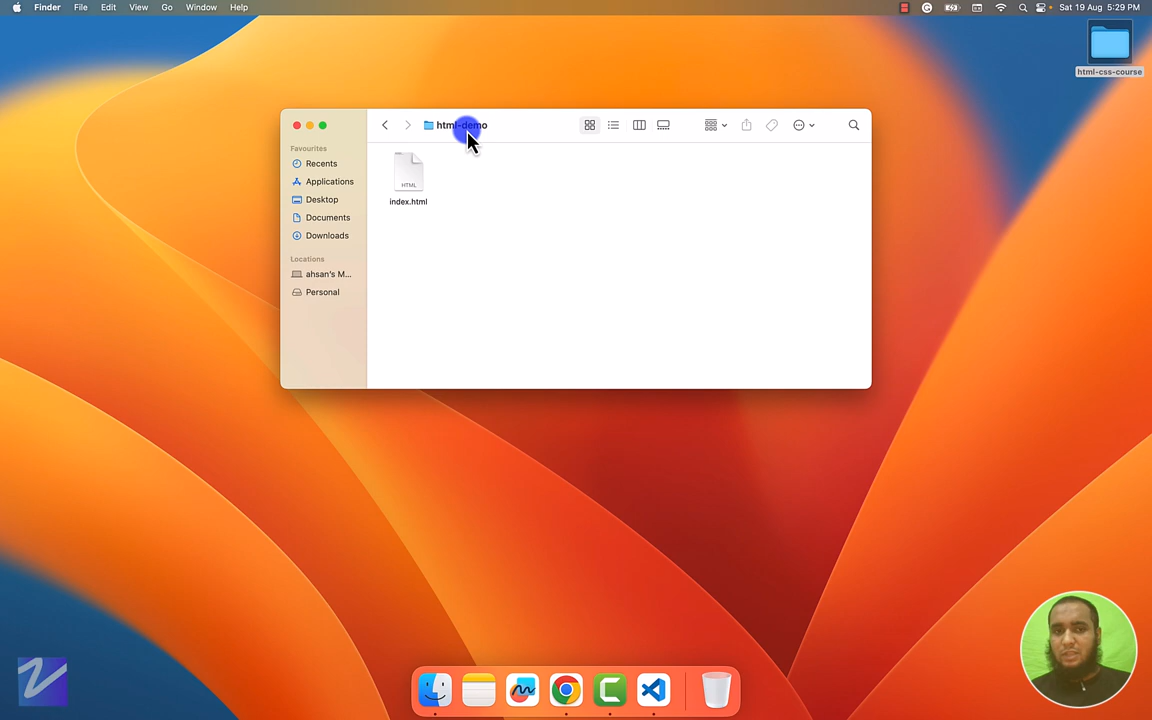 Finder File Edit View Go Window Help
Sat 19 Aug 5:29 PM
html-css-course
html-demo
Favourites
Recents
Applications
Desktop
Documents
Downloads
Locations
ahsan's M...
Personal
HTML
index.html